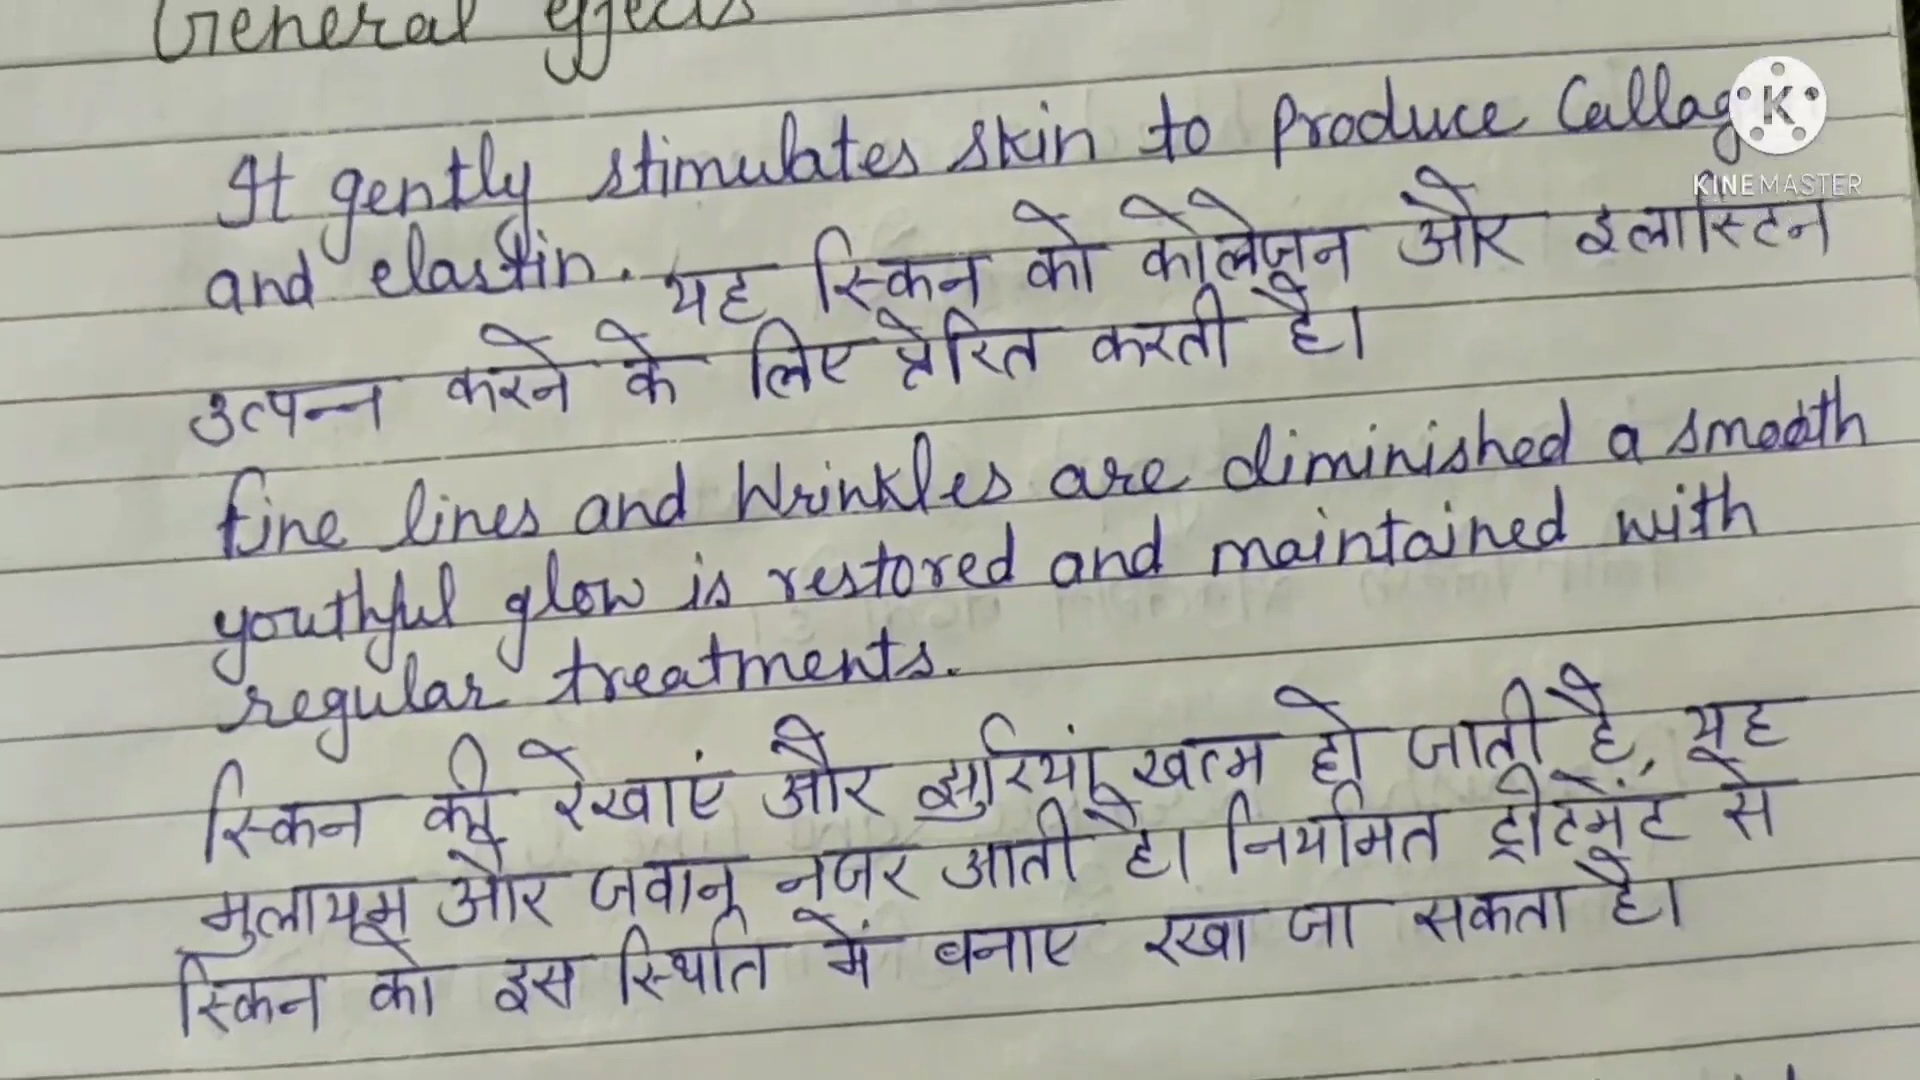 General effects
It gently stimulates skin to produce Callag
KINEMASTER
and elastin. यह स्किन को कोलेजन और इलास्टिन
उत्पन्न करने के लिए प्रेरित करती है।
fine lines and Wrinkles are diminished a smooth
youthful glow is restored and maintained with
regular treatments.
स्किन की रेखाएं और झुर्रियां खत्म हो जाती है, यह
मुलायम और जवान नजर आती है। नियमित ट्रीटमेंट से
स्किन को इस स्थिति में बनाए रखा जा सकता है।